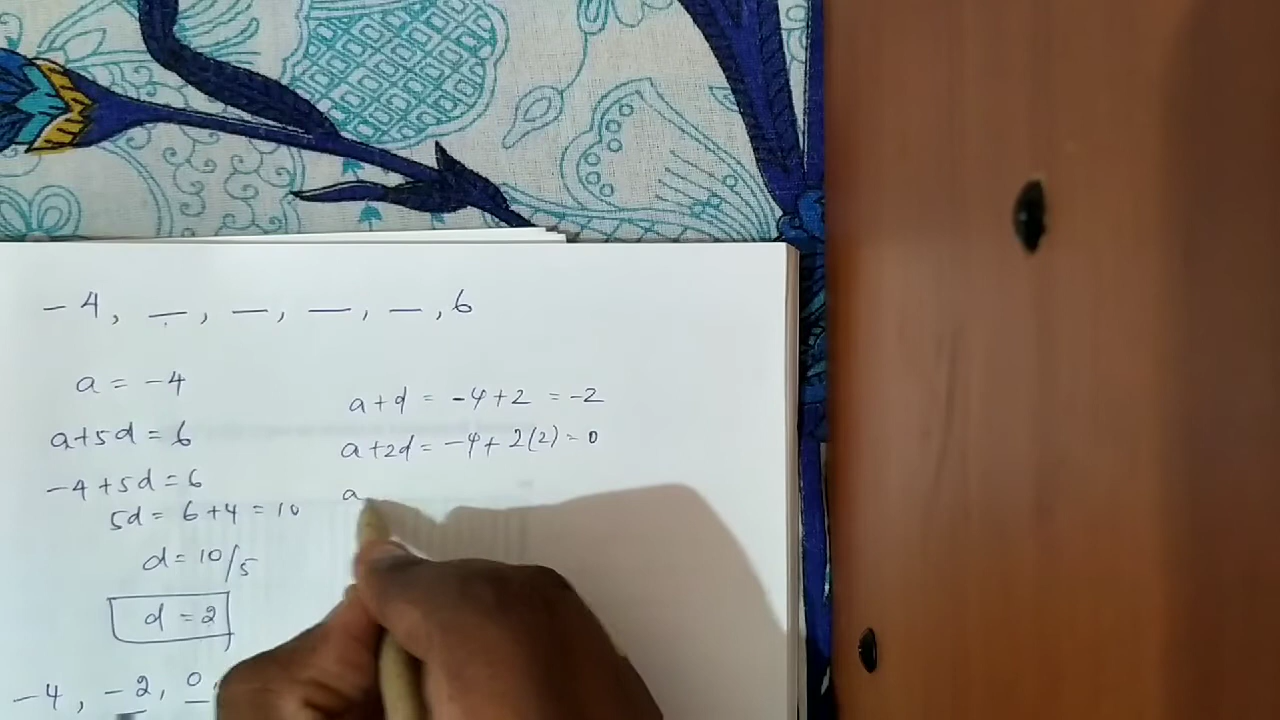 -4, __, __, __, __, 6
a = -4
a+5d = 6
-4+5d = 6
5d = 6+4 = 10
d = 10/5
d = 2
-4, -2, 0,
a+d = -4+2 = -2
a+2d = -4+2(2) = 0
a